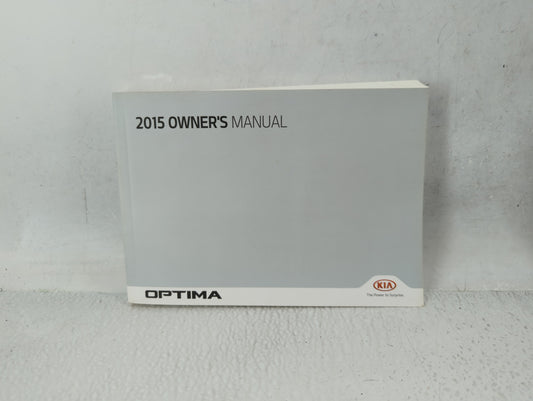 2015 OWNER'S MANUAL
OPTIMA
KIA
The Power to Surprise